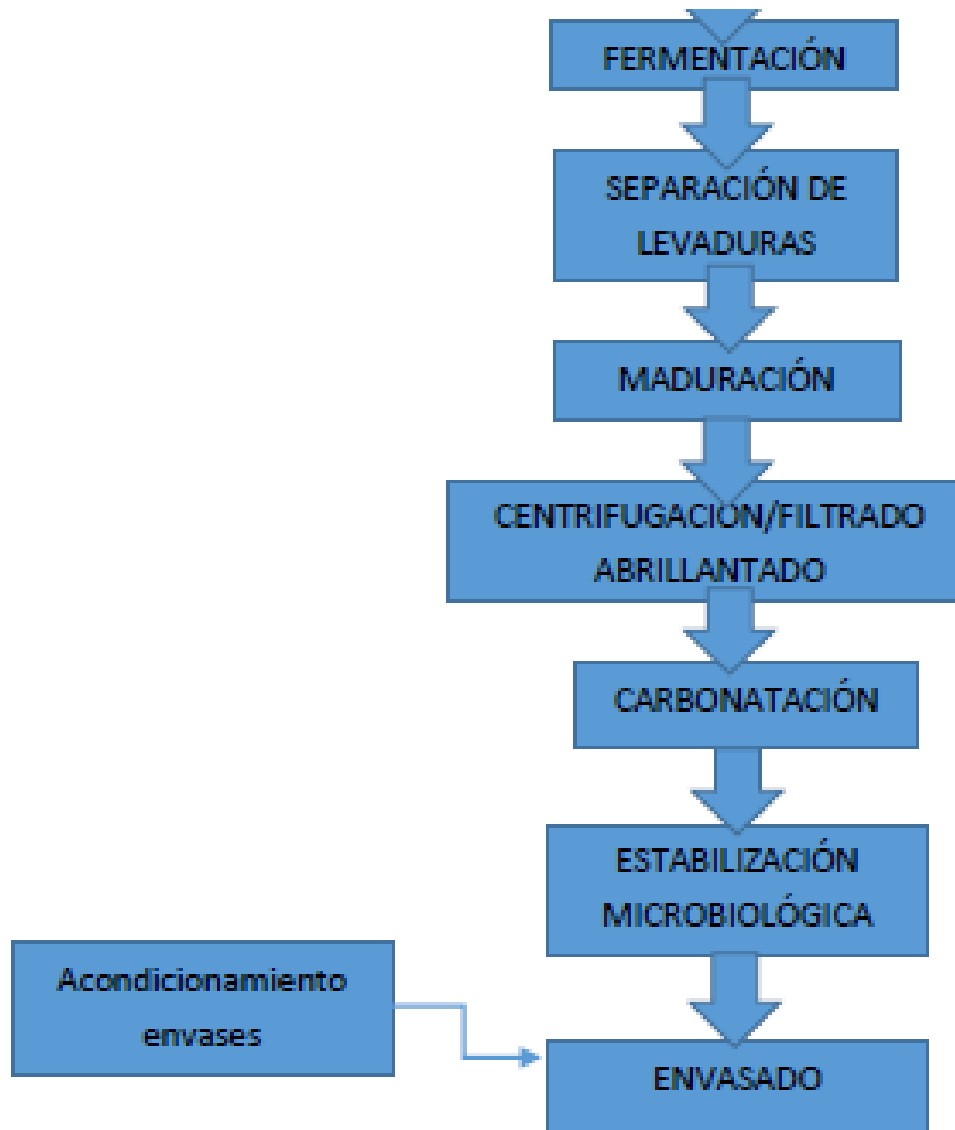 FERMENTACIÓN
SEPARACIÓN DE
LEVADURAS
MADURACIÓN
CENTRIFUGACIÓN/FILTRADO
ABRILLANTADO
CARBONATACIÓN
ESTABILIZACIÓN
MICROBIOLÓGICA
Acondicionamiento
envases
ENVASADO